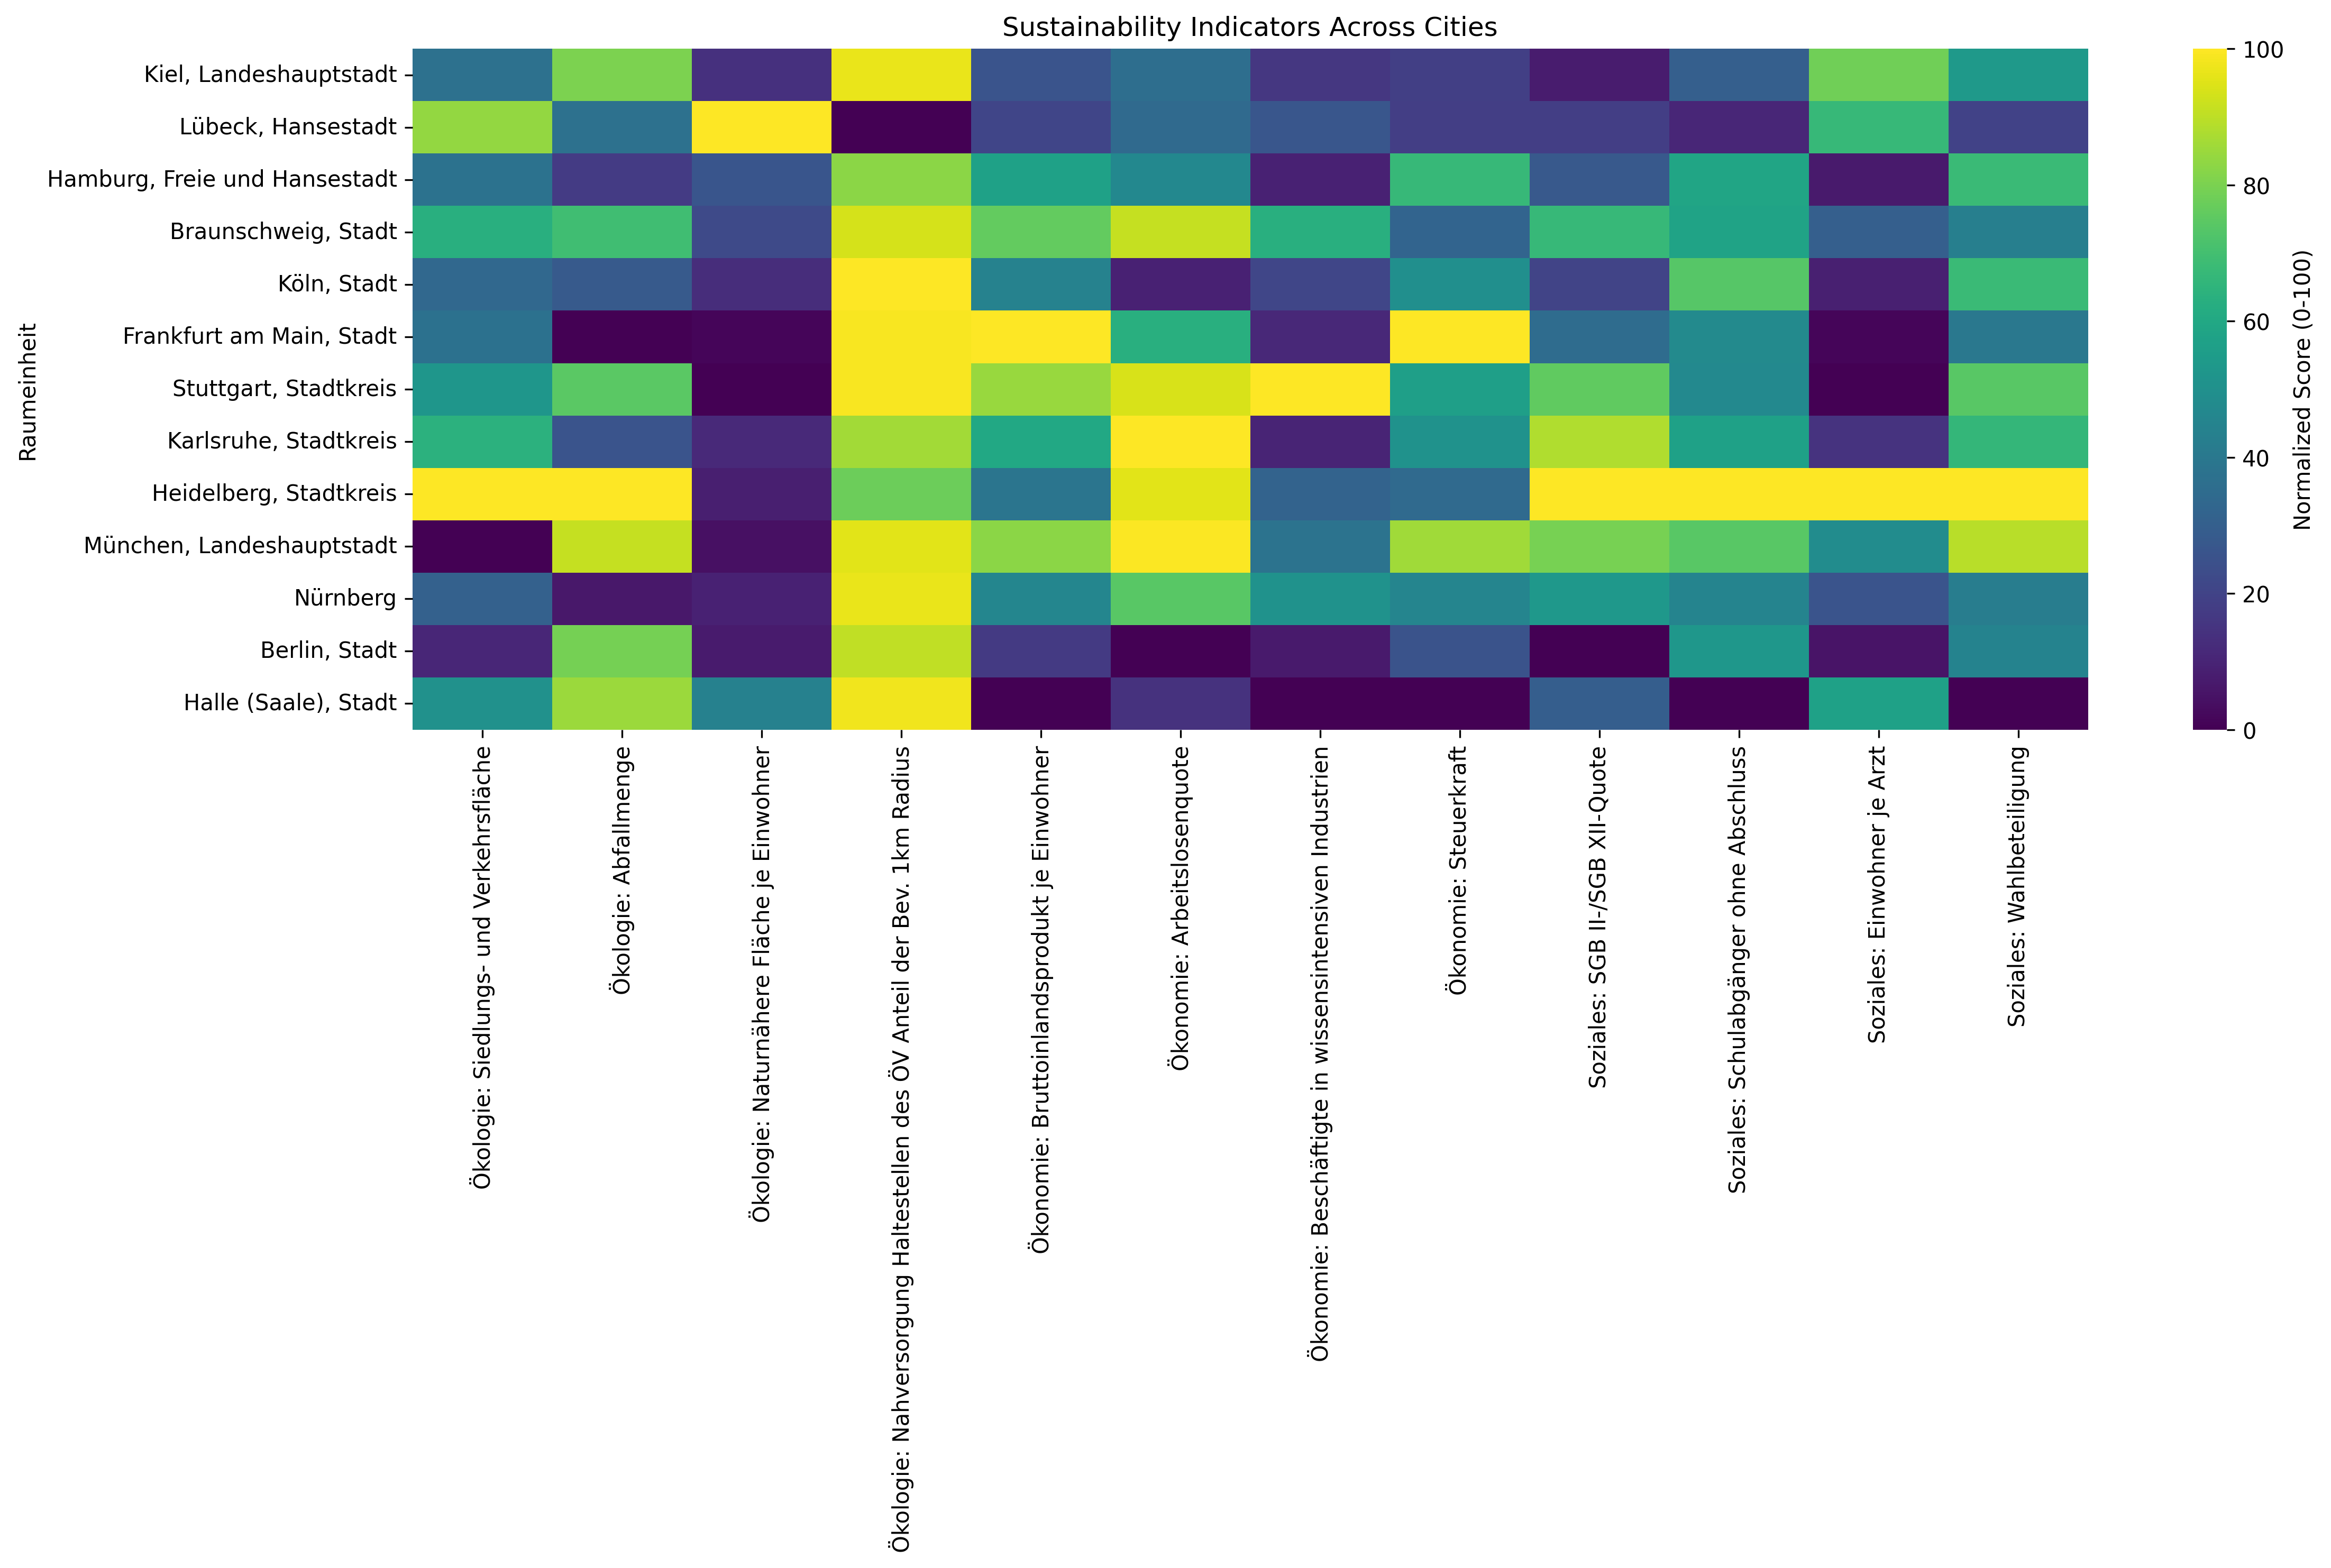 Sustainability Indicators Across Cities
Raumeinheit
Kiel, Landeshauptstadt
Lübeck, Hansestadt
Hamburg, Freie und Hansestadt
Braunschweig, Stadt
Köln, Stadt
Frankfurt am Main, Stadt
Stuttgart, Stadtkreis
Karlsruhe, Stadtkreis
Heidelberg, Stadtkreis
München, Landeshauptstadt
Nürnberg
Berlin, Stadt
Halle (Saale), Stadt
Ökologie: Siedlungs- und Verkehrsfläche
Ökologie: Abfallmenge
Ökologie: Naturnähere Fläche je Einwohner
Ökologie: Nahversorgung Haltestellen des ÖV Anteil der Bev. 1km Radius
Ökonomie: Bruttoinlandsprodukt je Einwohner
Ökonomie: Arbeitslosenquote
Ökonomie: Beschäftigte in wissensintensiven Industrien
Ökonomie: Steuerkraft
Soziales: SGB II-/SGB XII-Quote
Soziales: Schulabgänger ohne Abschluss
Soziales: Einwohner je Arzt
Soziales: Wahlbeteiligung
100
80
60
40
20
0
Normalized Score (0-100)